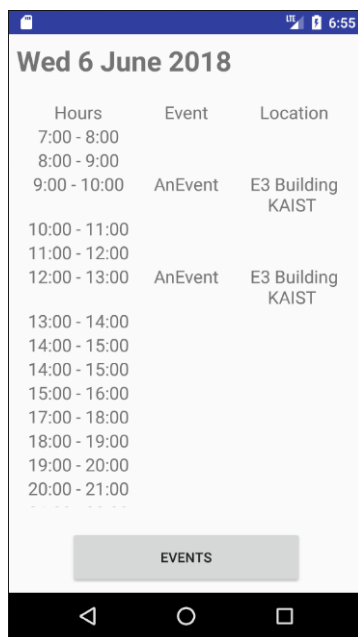 LTE 6:55
Wed 6 June 2018
Hours Event Location
7:00 - 8:00
8:00 - 9:00
9:00 - 10:00 AnEvent E3 Building
KAIST
10:00 - 11:00
11:00 - 12:00
12:00 - 13:00 AnEvent E3 Building
KAIST
13:00 - 14:00
14:00 - 15:00
14:00 - 15:00
15:00 - 16:00
17:00 - 18:00
18:00 - 19:00
19:00 - 20:00
20:00 - 21:00
EVENTS